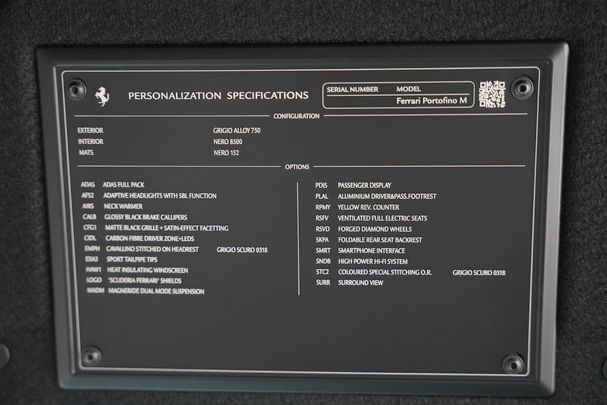 PERSONALIZATION SPECIFICATIONS
SERIAL NUMBER MODEL
Ferrari Portofino M
CONFIGURATION
EXTERIOR GRIGIO ALLOY 750
INTERIOR NERO 8500
MATS NERO 152
OPTIONS
ADAS ADAS FULL PACK
AFS2 ADAPTIVE HEADLIGHTS WITH SBL FUNCTION
AIRS NECK WARMER
CALB GLOSSY BLACK BRAKE CALLIPERS
CFG1 MATTE BLACK GRILLE + SATIN-EFFECT FACETTING
CTDL CARBON FIBRE DRIVER ZONE+LEDS
EMPH CAVALLINO STITCHED ON HEADREST GRIGIO SCURO 0318
EXA3 SPORT TAILPIPE TIPS
HAW1 HEAT INSULATING WINDSCREEN
LOGO "SCUDERIA FERRARI" SHIELDS
MADM MAGNERIDE DUAL MODE SUSPENSION
PDIS PASSENGER DISPLAY
PLAL ALUMINIUM DRIVER&PASS.FOOTREST
RPMY YELLOW REV. COUNTER
RSFV VENTILATED FULL ELECTRIC SEATS
RSVD FORGED DIAMOND WHEELS
SKPA FOLDABLE REAR SEAT BACKREST
SMRT SMARTPHONE INTERFACE
SNDB HIGH POWER HI-FI SYSTEM
STC2 COLOURED SPECIAL STITCHING O.R. GRIGIO SCURO 0318
SURR SURROUND VIEW